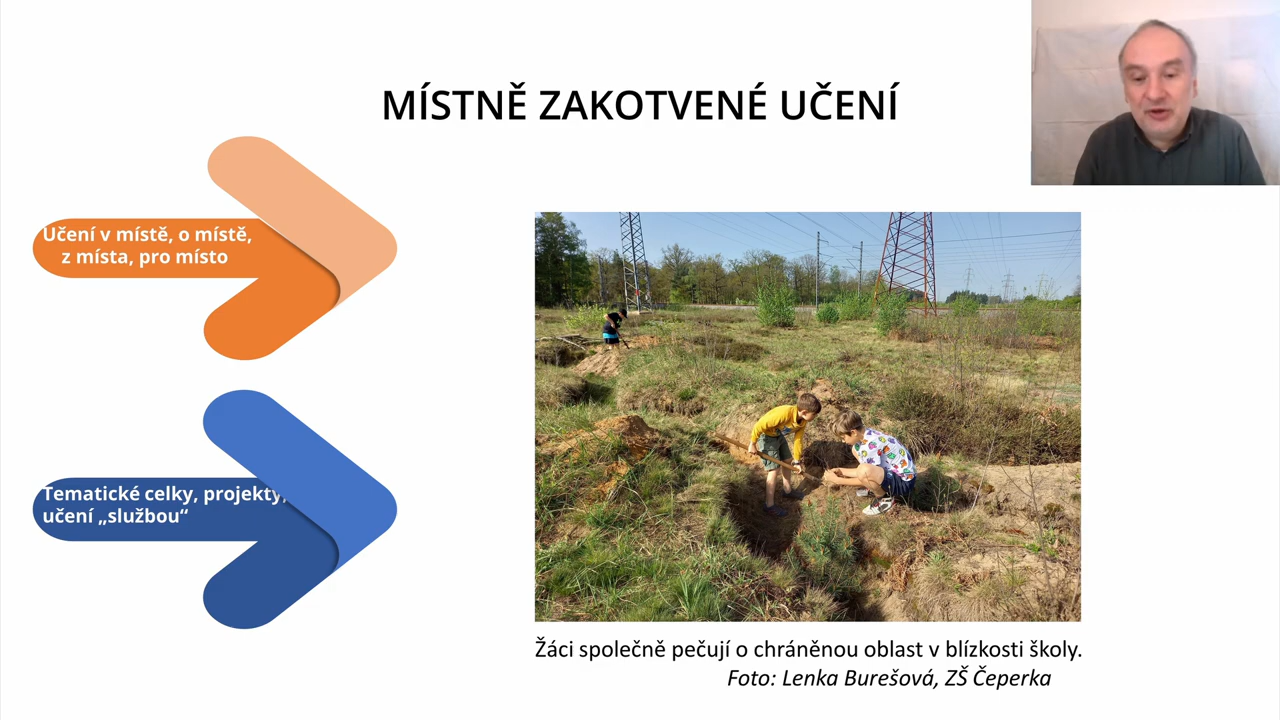 MÍSTNĚ ZAKOTVENÉ UČENÍ
Učení v místě, o místě,
z místa, pro místo
Tematické celky, projekty,
učení „službou“
Žáci společně pečují o chráněnou oblast v blízkosti školy.
Foto: Lenka Burešová, ZŠ Čeperka